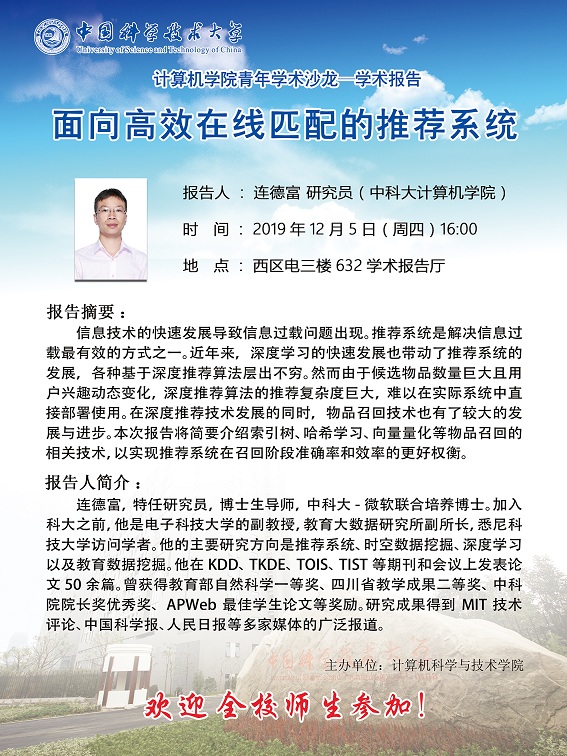 中国科学技术大学
University of Science and Technology of China
计算机学院青年学术沙龙—学术报告
面向高效在线匹配的推荐系统
报告人 ： 连德富 研究员（中科大计算机学院）
时 间 ： 2019 年 12 月 5 日（周四）16:00
地 点 ： 西区电三楼 632 学术报告厅
报告摘要：
信息技术的快速发展导致信息过载问题出现。推荐系统是解决信息过
载最有效的方式之一。近年来，深度学习的快速发展也带动了推荐系统的
发展，各种基于深度推荐算法层出不穷。然而由于候选物品数量巨大且用
户兴趣动态变化，深度推荐算法的推荐复杂度巨大，难以在实际系统中直
接部署使用。在深度推荐技术发展的同时，物品召回技术也有了较大的发
展与进步。本次报告将简要介绍索引树、哈希学习、向量量化等物品召回的
相关技术，以实现推荐系统在召回阶段准确率和效率的更好权衡。
报告人简介：
连德富，特任研究员，博士生导师，中科大 - 微软联合培养博士。加入
科大之前，他是电子科技大学的副教授，教育大数据研究所副所长，悉尼科
技大学访问学者。他的主要研究方向是推荐系统、时空数据挖掘、深度学习
以及教育数据挖掘。他在 KDD、TKDE、TOIS、TIST 等期刊和会议上发表论
文 50 余篇。曾获得教育部自然科学一等奖、四川省教学成果二等奖、中科
院院长奖优秀奖、APWeb 最佳学生论文等奖励。研究成果得到 MIT 技术
评论、中国科学报、人民日报等多家媒体的广泛报道。
中国科学技术大学
主办单位：计算机科学与技术学院
欢迎全校师生参加！